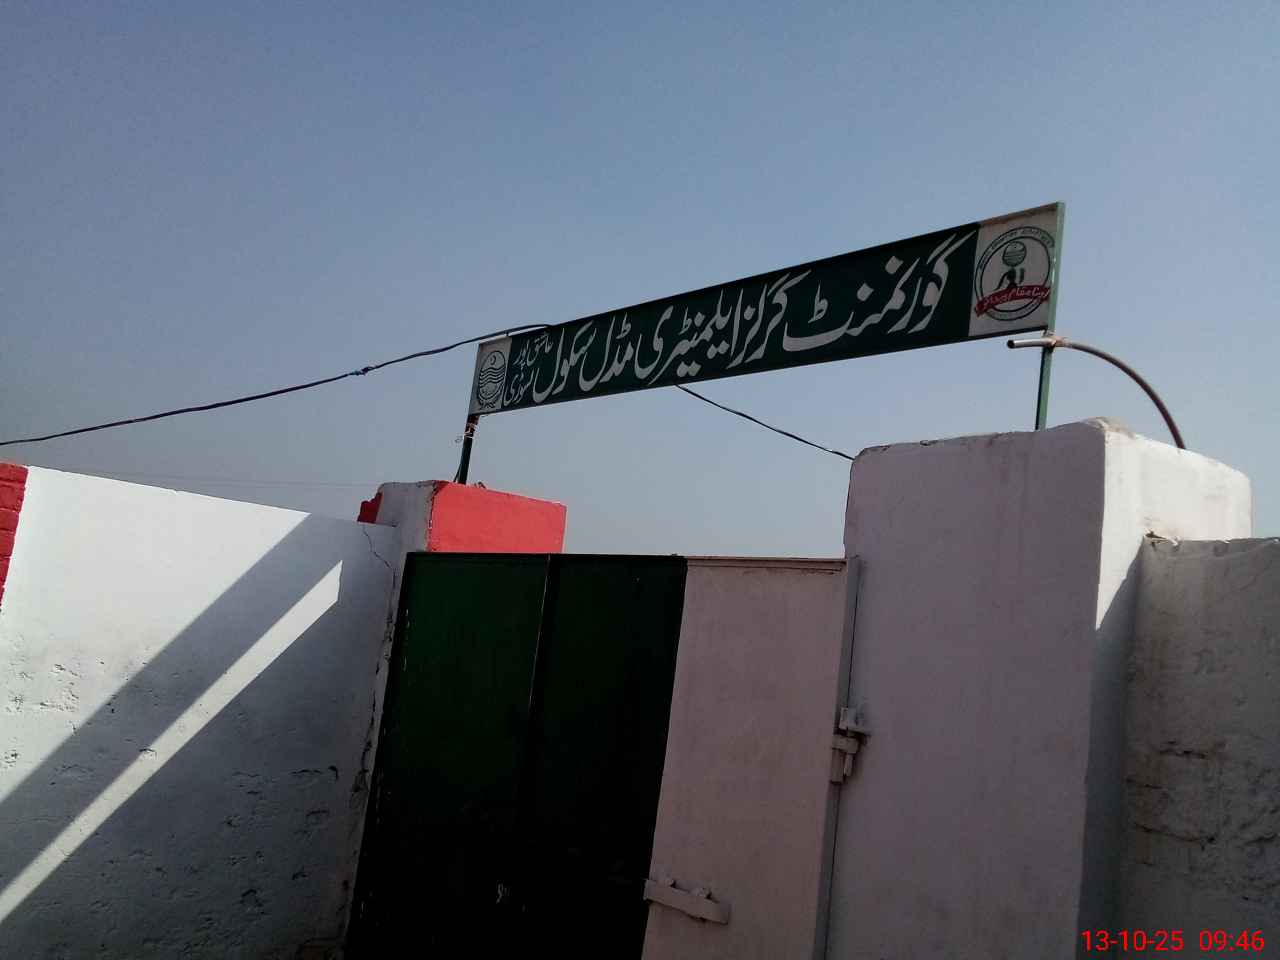 گورنمنٹ گرلز ایلیمنٹری مڈل سکول
عاشق پور
13-10-25 09:46